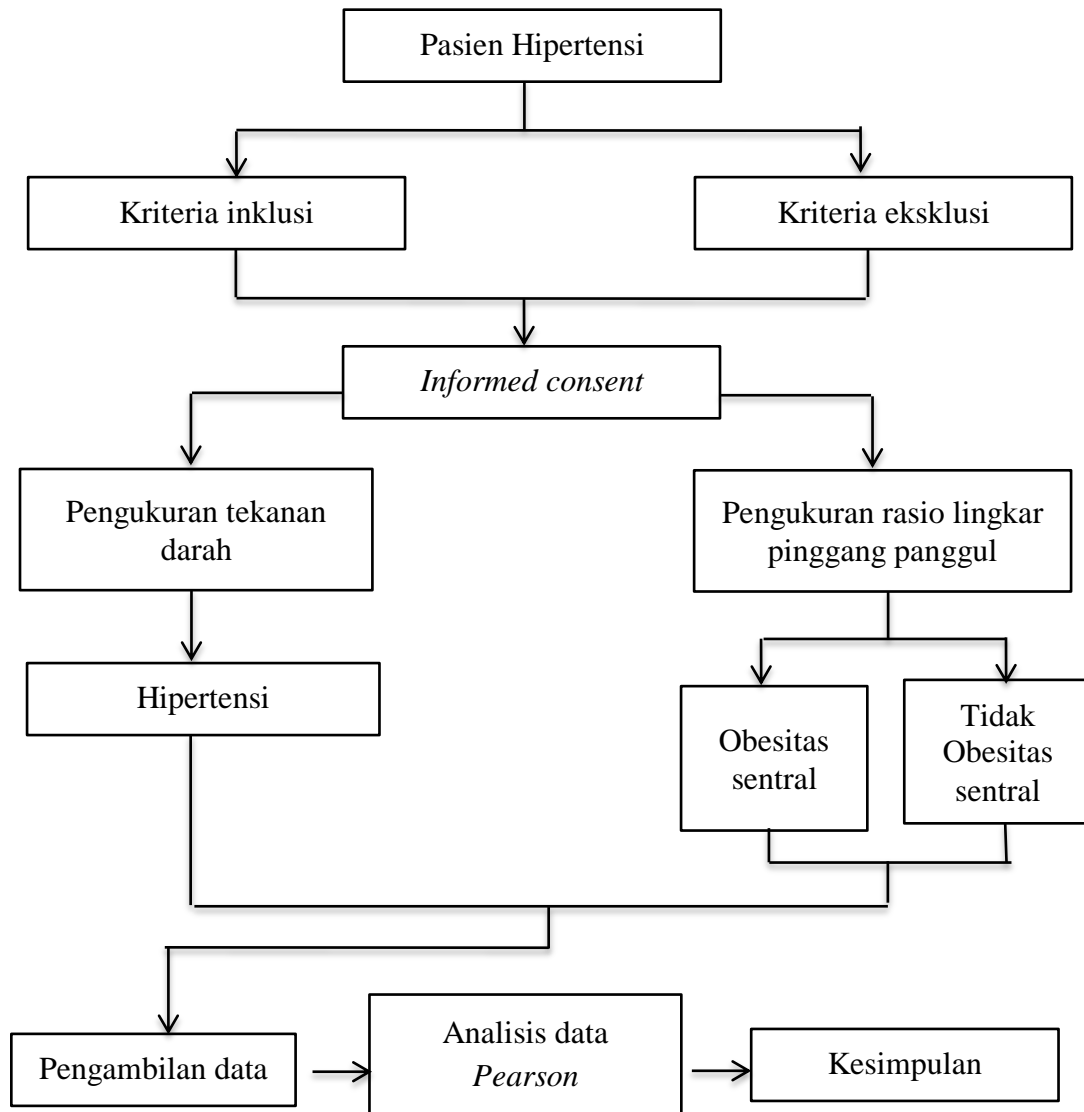 Pasien Hipertensi
Kriteria inklusi
Kriteria eksklusi
Informed consent
Pengukuran tekanan
darah
Pengukuran rasio lingkar
pinggang panggul
Hipertensi
Obesitas
sentral
Tidak
Obesitas
sentral
Pengambilan data
Analisis data
Pearson
Kesimpulan